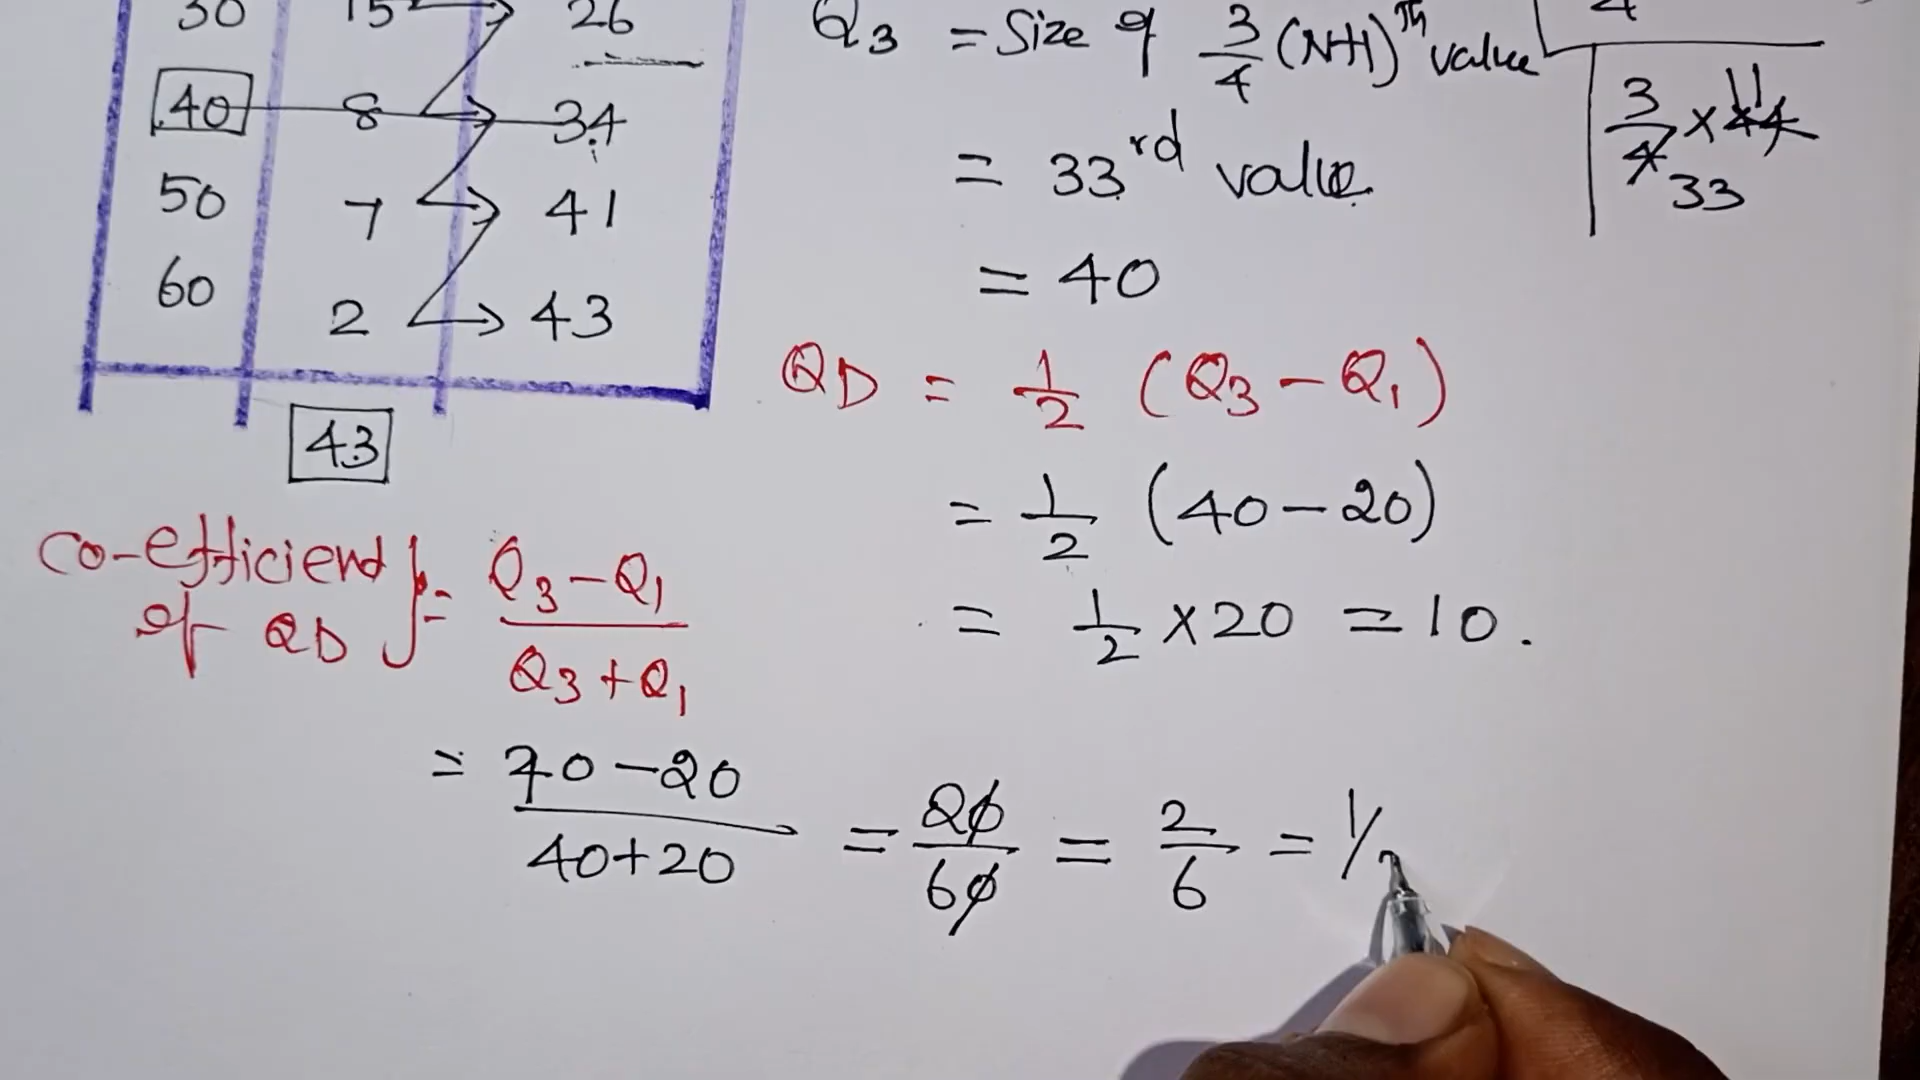 30 15 26
40 8 34
50 7 41
60 2 43
43
Q3 = Size of 3/4 (N+1)th value
= 33rd value
= 40
4
3/4 × 44 11
33
QD = 1/2 (Q3 − Q1)
= 1/2 (40 − 20)
= 1/2 × 20 = 10.
Co-efficient of QD } = Q3 − Q1 / Q3 + Q1
= 40 − 20 / 40 + 20 = 20/60 = 2/6 = 1/